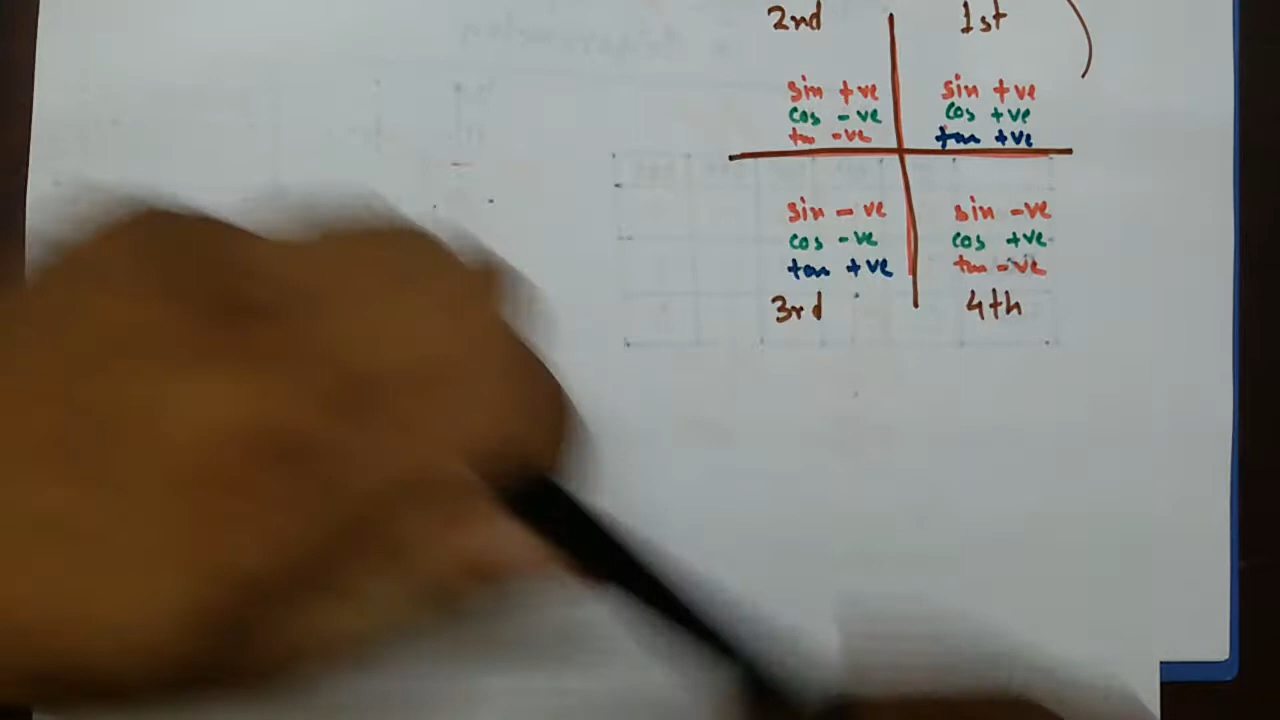 2nd
1st
sin +ve
cos -ve
tan -ve
sin +ve
cos +ve
tan +ve
sin -ve
cos -ve
tan +ve
3rd
sin -ve
cos +ve
tan -ve
4th